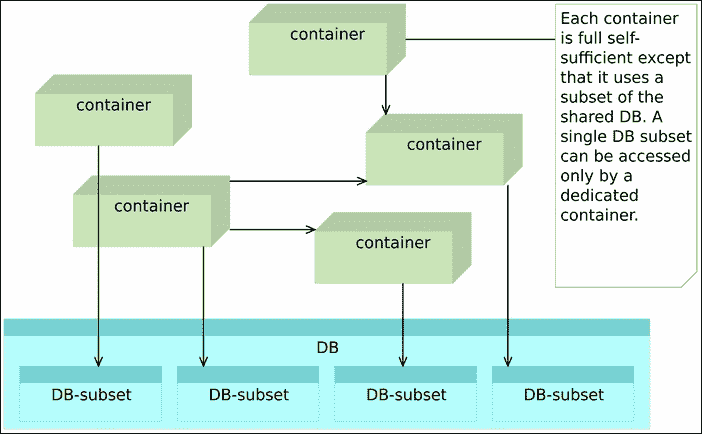 container
Each container
is full self-
sufficient except
that it uses a
subset of the
shared DB. A
single DB subset
can be accessed
only by a
dedicated
container.
container
container
container
container
DB
DB-subset
DB-subset
DB-subset
DB-subset